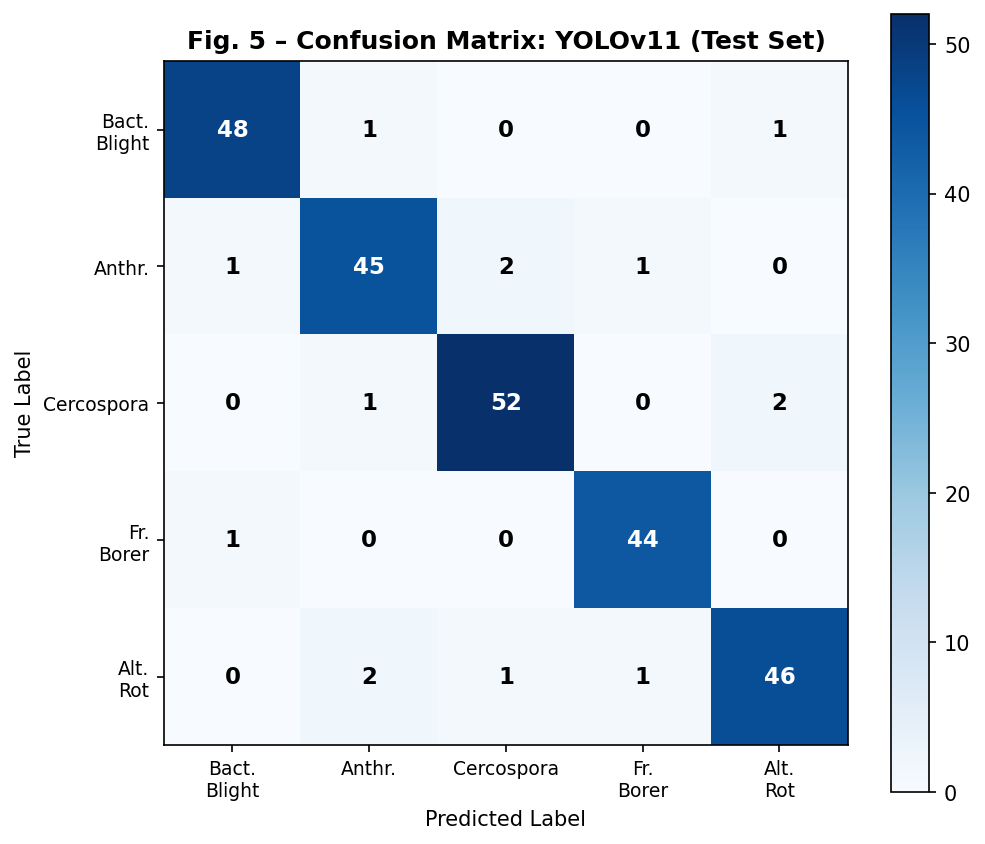 Fig. 5 – Confusion Matrix: YOLOv11 (Test Set)
True Label
Bact.
Blight
48 1 0 0 1
Anthr.
1 45 2 1 0
Cercospora
0 1 52 0 2
Fr.
Borer
1 0 0 44 0
Alt.
Rot
0 2 1 1 46
Bact.
Blight
Anthr.
Cercospora
Fr.
Borer
Alt.
Rot
Predicted Label
50
40
30
20
10
0